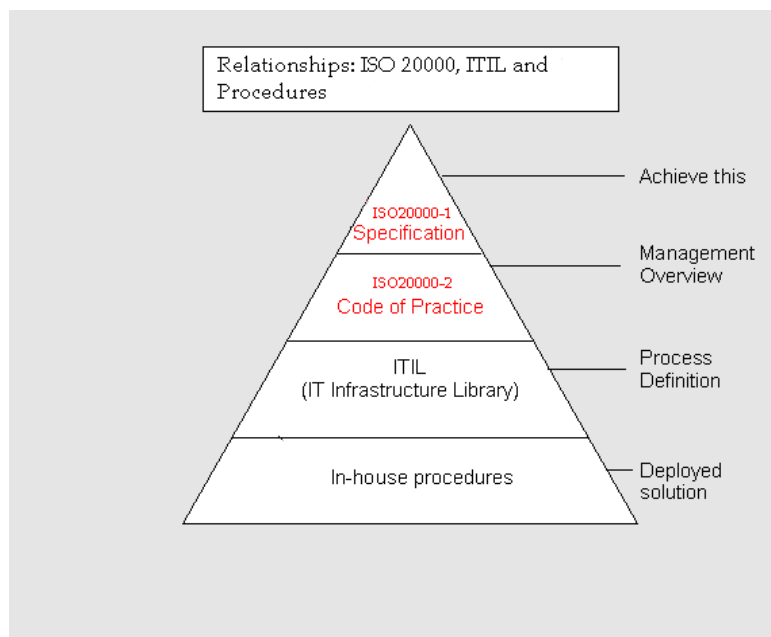 Relationships: ISO 20000, ITIL and
Procedures
Achieve this
ISO20000-1
Specification
Management
Overview
ISO20000-2
Code of Practice
Process
Definition
ITIL
(IT Infrastructure Library)
Deployed
solution
In-house procedures